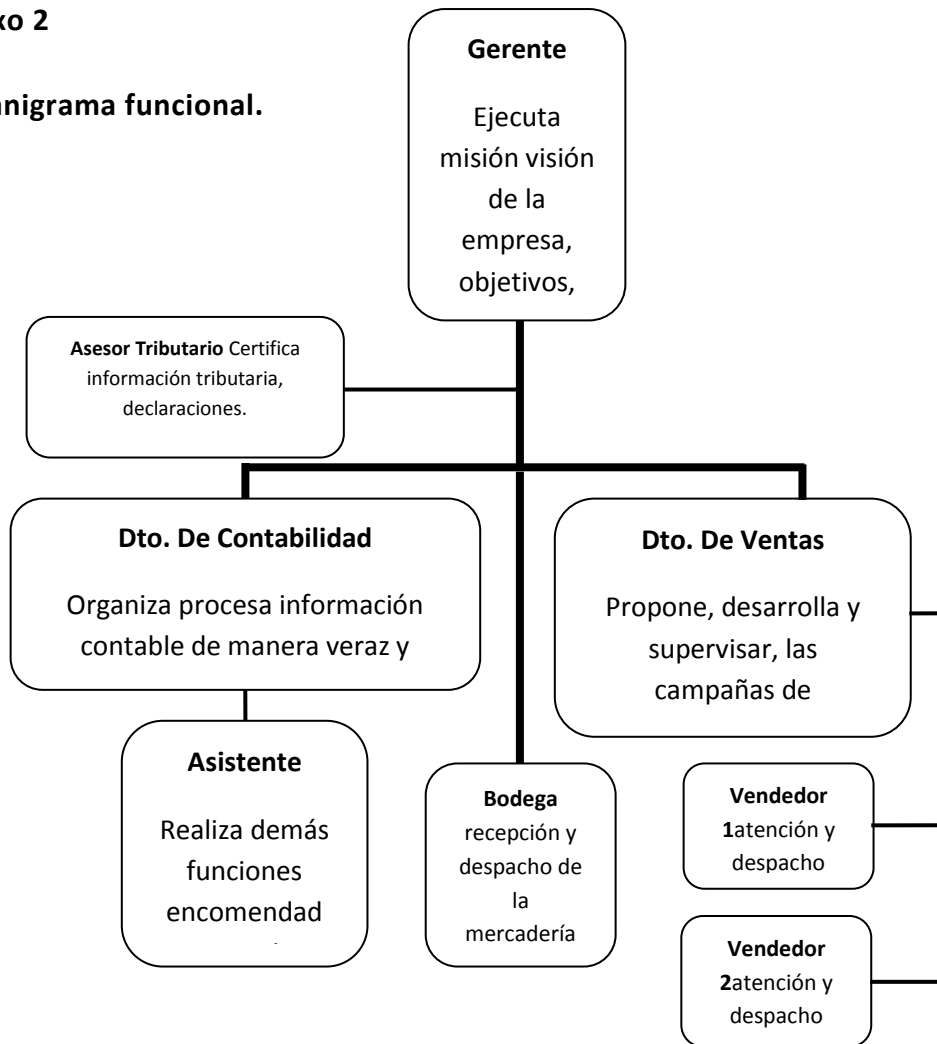 xo 2
anigrama funcional.
Gerente
Ejecuta
misión visión
de la
empresa,
objetivos,
Asesor Tributario Certifica
información tributaria,
declaraciones.
Dto. De Contabilidad
Organiza procesa información
contable de manera veraz y
Dto. De Ventas
Propone, desarrolla y
supervisar, las
campañas de
Asistente
Realiza demás
funciones
encomendad
Bodega
recepción y
despacho de
la
mercadería
Vendedor
1atención y
despacho
Vendedor
2atención y
despacho